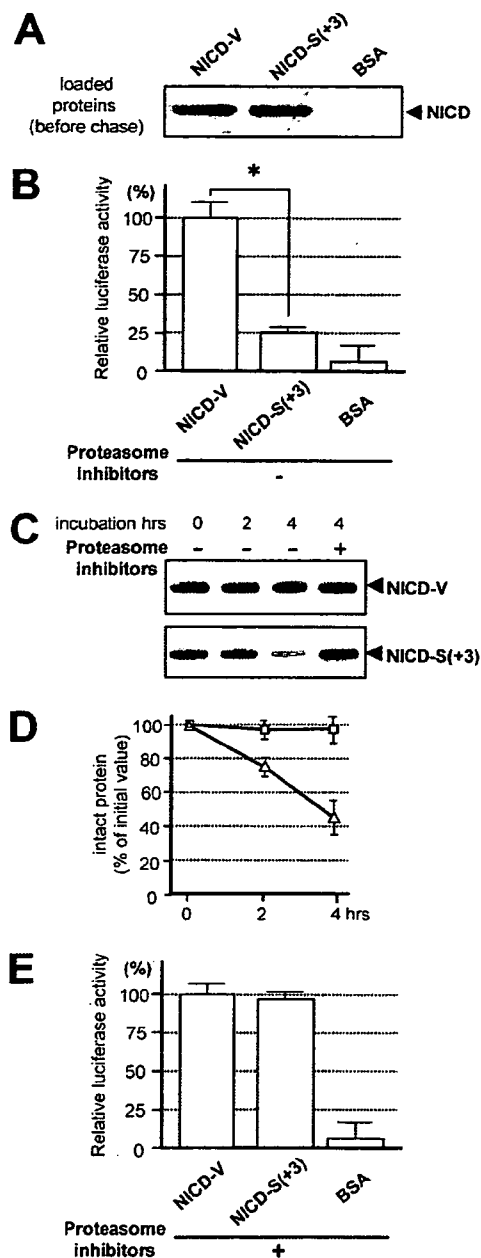 A
NICD-V
NICD-S(+3)
BSA
loaded
proteins
(before chase)
◄ NICD
B
(%)
*
Relative luciferase activity
100
75
50
25
0
NICD-V
NICD-S(+3)
BSA
Proteasome
inhibitors
-
C
incubation hrs 0 2 4 4
Proteasome
inhibitors - - - +
◄ NICD-V
◄ NICD-S(+3)
D
intact protein
(% of initial value)
100
80
60
40
20
0
0 2 4 hrs
E
(%)
Relative luciferase activity
100
75
50
25
0
NICD-V
NICD-S(+3)
BSA
Proteasome
inhibitors
+